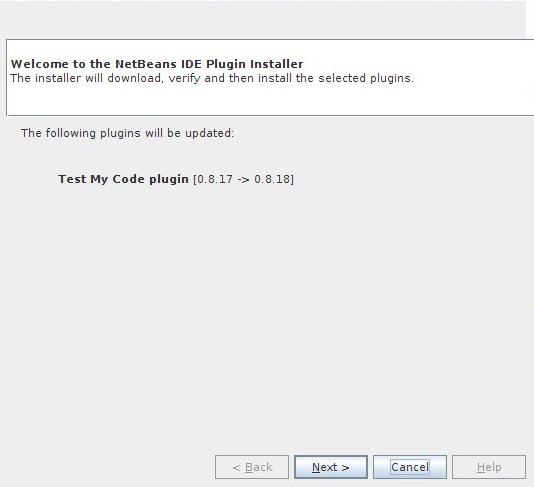 Welcome to the NetBeans IDE Plugin Installer
The installer will download, verify and then install the selected plugins.
The following plugins will be updated:
Test My Code plugin [0.8.17 -> 0.8.18]
< Back Next > Cancel Help